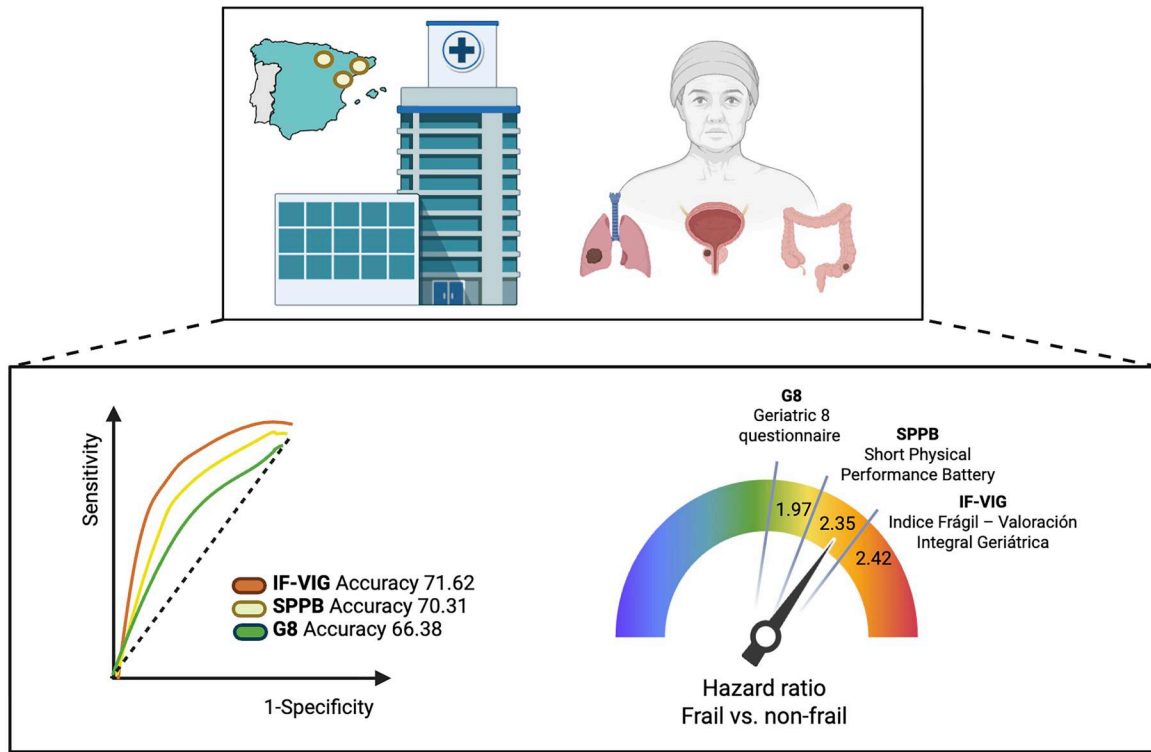 Sensitivity
IF-VIG Accuracy 71.62
SPPB Accuracy 70.31
G8 Accuracy 66.38
1-Specificity
G8
Geriatric 8
questionnaire
SPPB
Short Physical
Performance Battery
IF-VIG
Indice Frágil – Valoración
Integral Geriátrica
1.97
2.35
2.42
Hazard ratio
Frail vs. non-frail